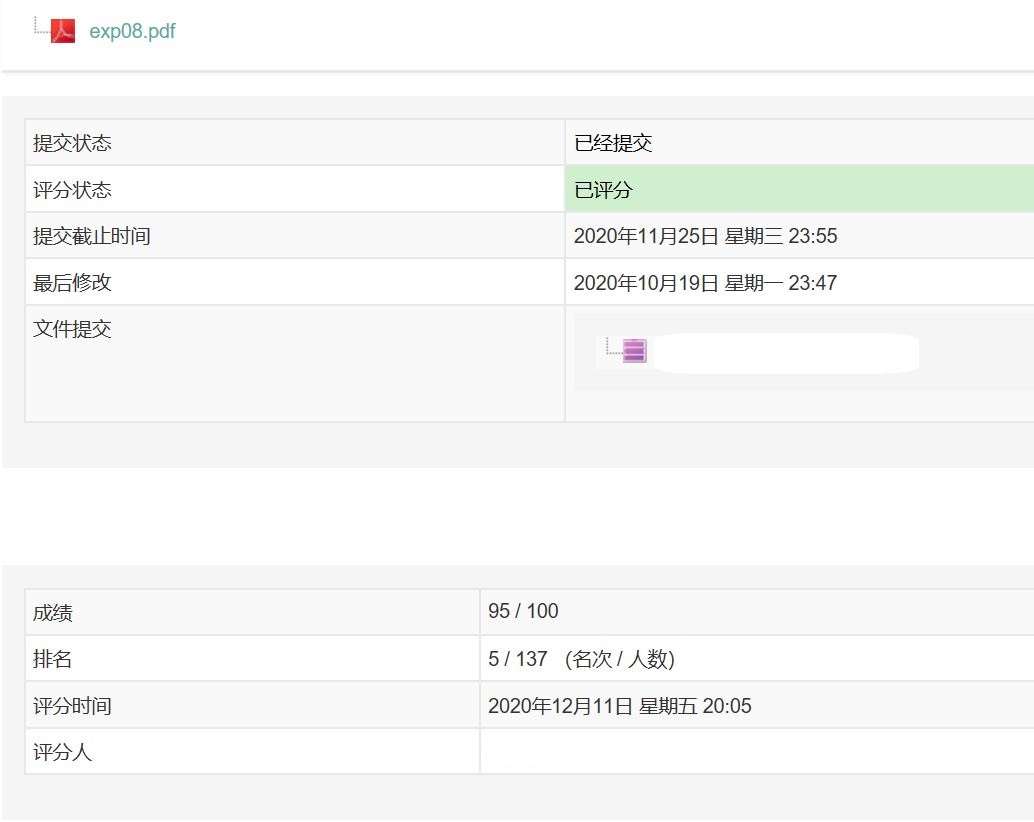 exp08.pdf
提交状态 已经提交
评分状态 已评分
提交截止时间 2020年11月25日 星期三 23:55
最后修改 2020年10月19日 星期一 23:47
文件提交
成绩 95 / 100
排名 5 / 137 (名次 / 人数)
评分时间 2020年12月11日 星期五 20:05
评分人